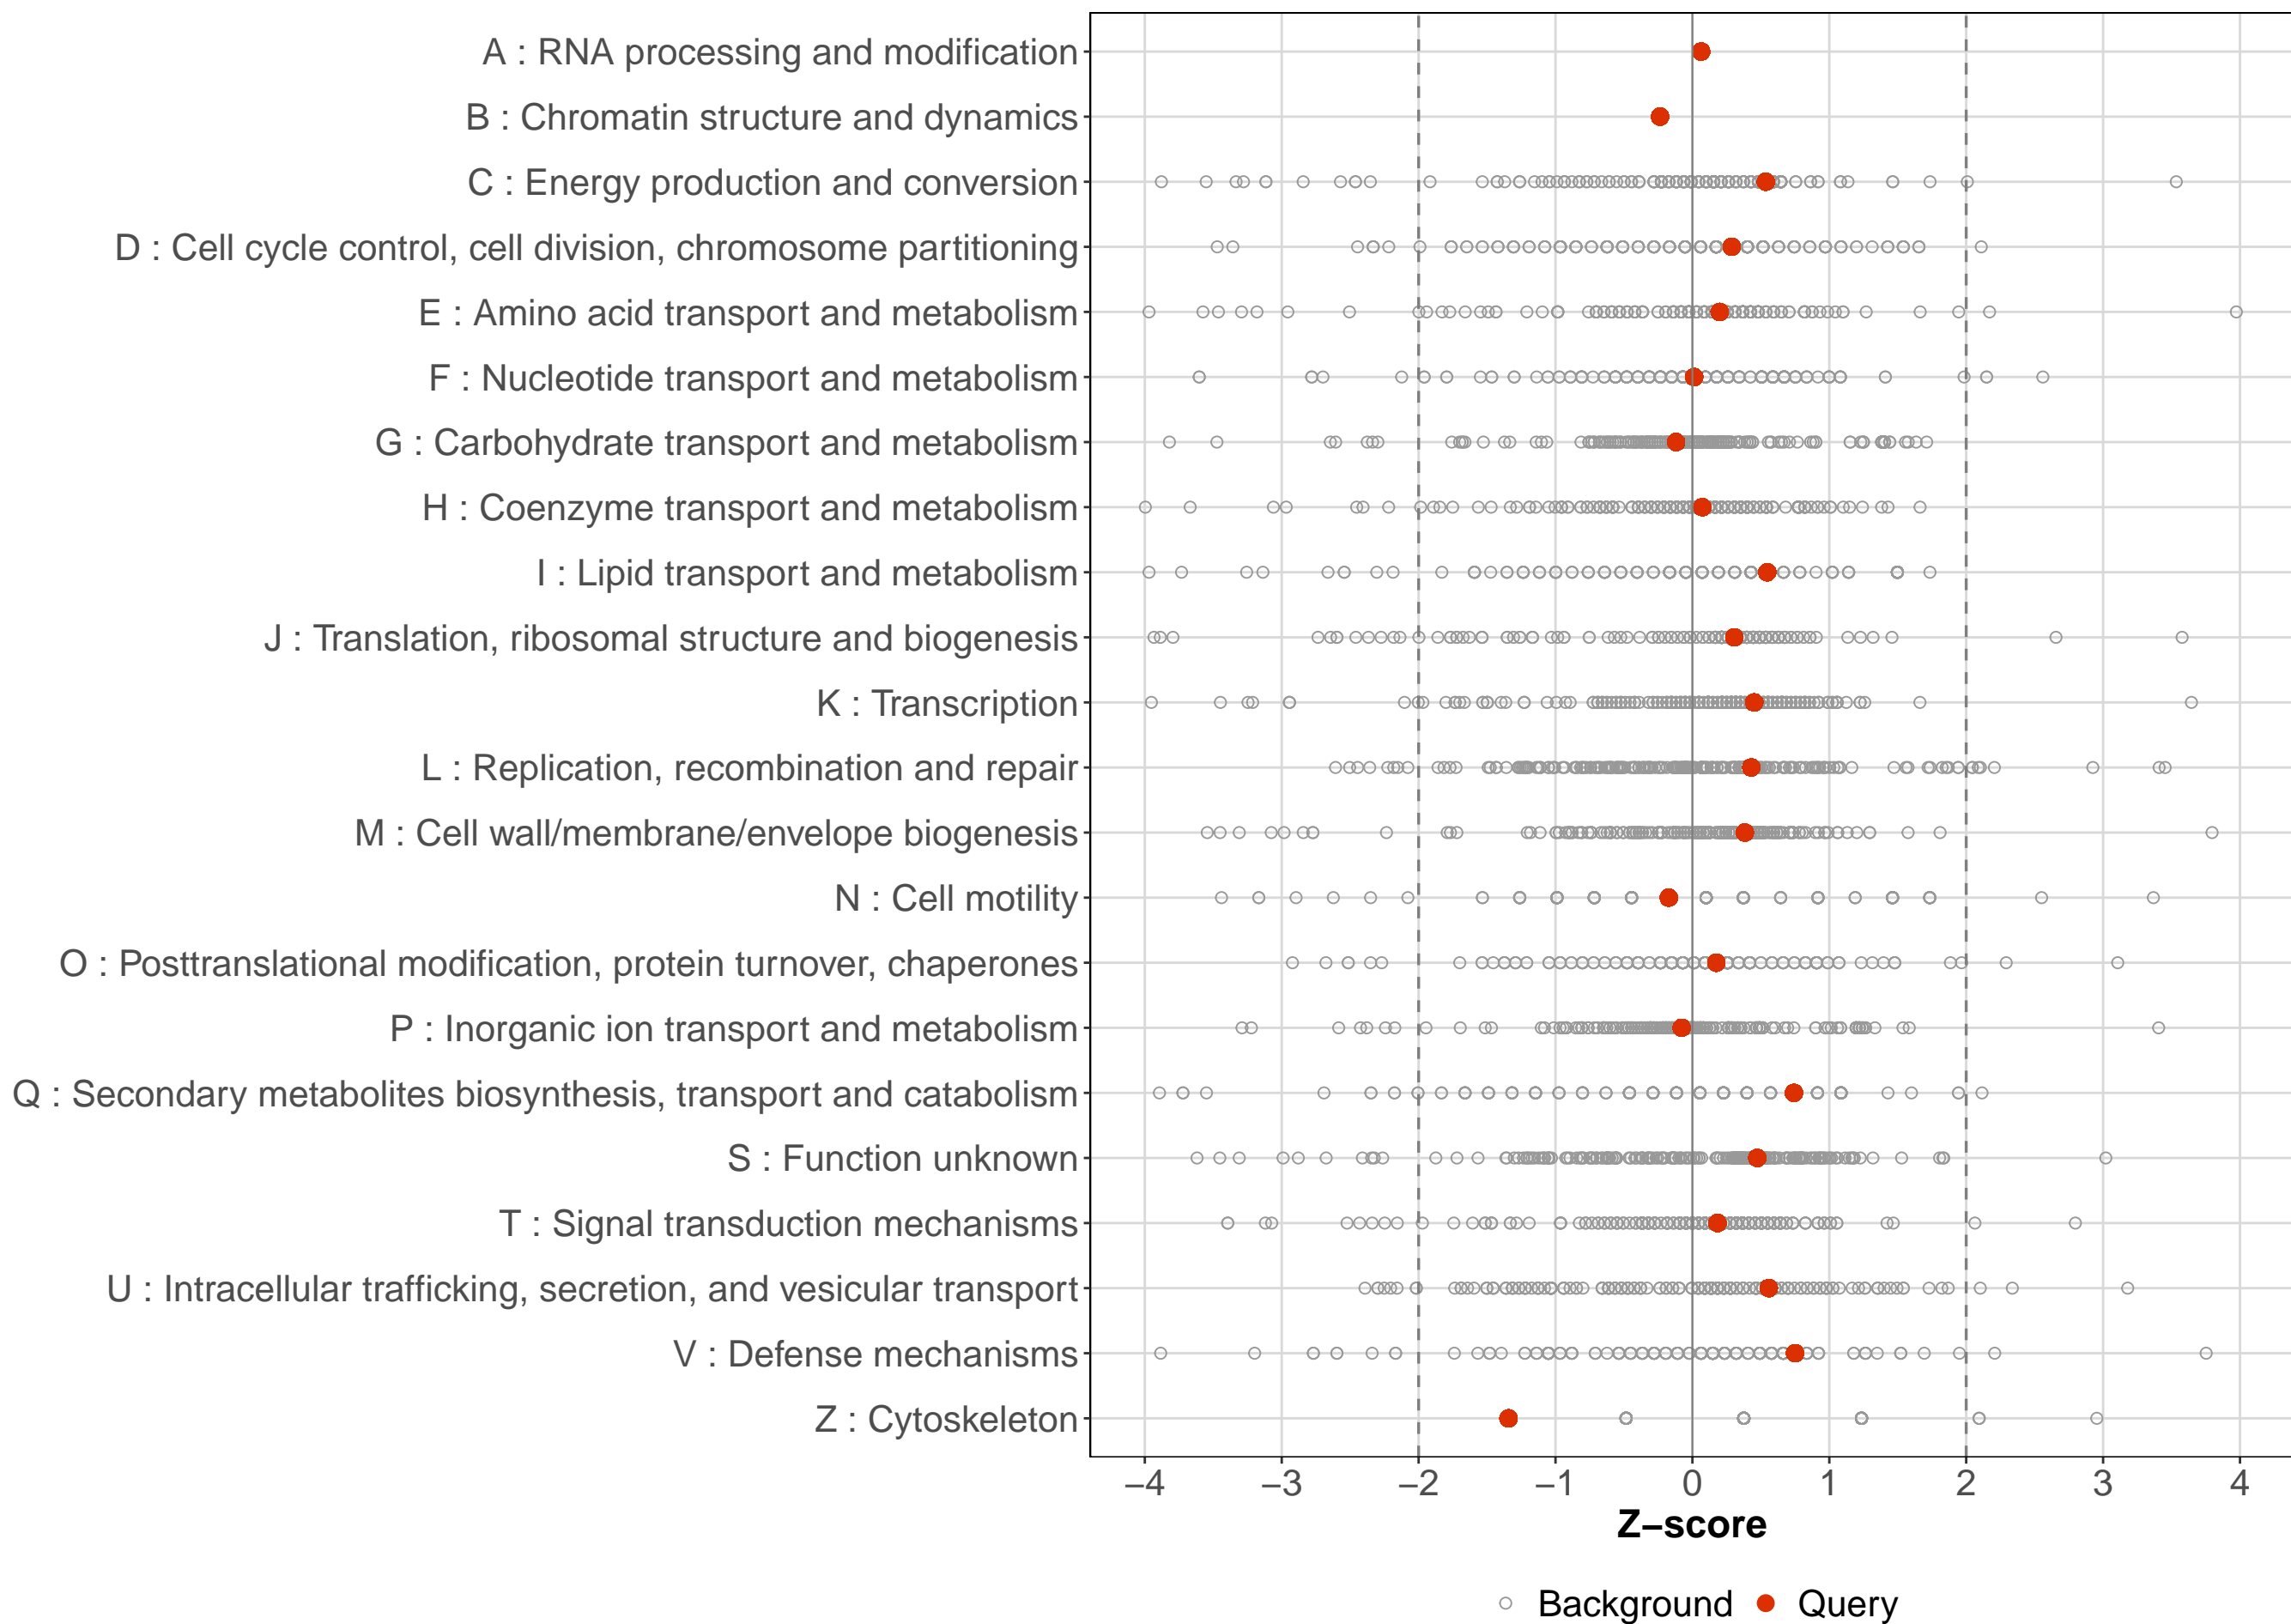 A : RNA processing and modification
B : Chromatin structure and dynamics
C : Energy production and conversion
D : Cell cycle control, cell division, chromosome partitioning
E : Amino acid transport and metabolism
F : Nucleotide transport and metabolism
G : Carbohydrate transport and metabolism
H : Coenzyme transport and metabolism
I : Lipid transport and metabolism
J : Translation, ribosomal structure and biogenesis
K : Transcription
L : Replication, recombination and repair
M : Cell wall/membrane/envelope biogenesis
N : Cell motility
O : Posttranslational modification, protein turnover, chaperones
P : Inorganic ion transport and metabolism
Q : Secondary metabolites biosynthesis, transport and catabolism
S : Function unknown
T : Signal transduction mechanisms
U : Intracellular trafficking, secretion, and vesicular transport
V : Defense mechanisms
Z : Cytoskeleton
−4 −3 −2 −1 0 1 2 3 4
Z−score
Background Query